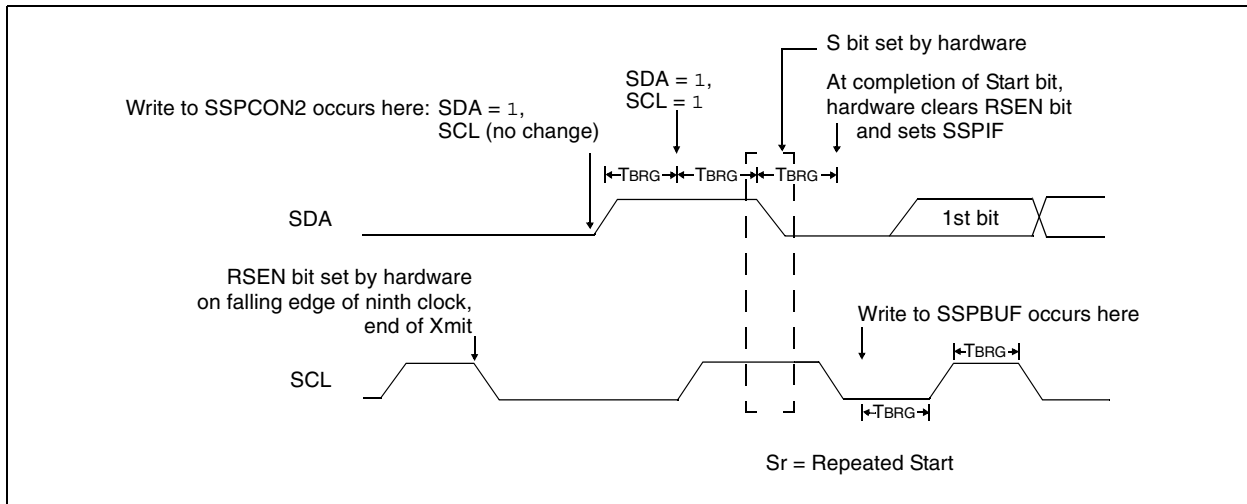 S bit set by hardware
SDA = 1,
SCL = 1
At completion of Start bit,
hardware clears RSEN bit
and sets SSPIF
Write to SSPCON2 occurs here: SDA = 1,
SCL (no change)
TBRG
TBRG
TBRG
SDA
1st bit
RSEN bit set by hardware
on falling edge of ninth clock,
end of Xmit
Write to SSPBUF occurs here
TBRG
SCL
TBRG
Sr = Repeated Start